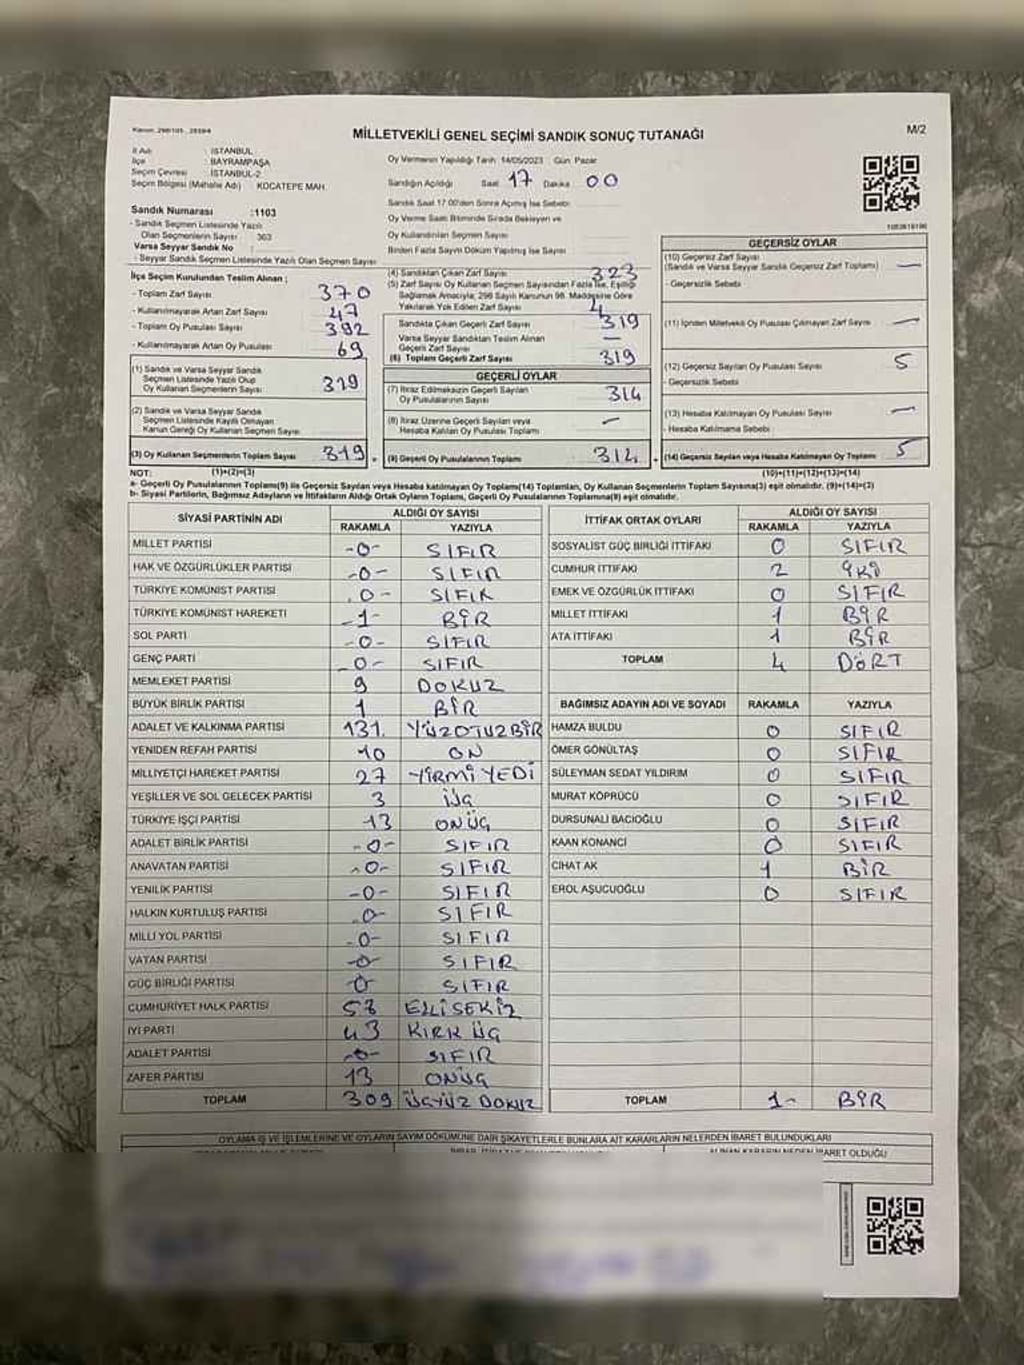 MİLLETVEKİLİ GENEL SEÇİMİ SANDIK SONUÇ TUTANAĞI
M/2
İl Adı : İSTANBUL
İlçe : BAYRAMPAŞA
Seçim Çevresi : İSTANBUL-2
Seçim Bölgesi (Mahalle Adı) : KOCATEPE MAH.
Oy Vermenin Yapıldığı Tarih : 14/05/2023 Gün: Pazar
Sandığın Açıldığı Saat 17 Dakika 00
Sandık Saat 17:00'den Sonra Açılmış İse Sebebi
Oy Verme Saati Bitiminde Sırada Bekleyen ve
Oy Kullandırılan Seçmen Sayısı
Birden Fazla Sayım Döküm Yapılmış İse Sayısı
Sandık Numarası :1103
- Sandık Seçmen Listesinde Yazılı
Olan Seçmenlerin Sayısı : 363
Varsa Seyyar Sandık No :
- Seyyar Sandık Listesinde Yazılı Olan Seçmen Sayısı
İlçe Seçim Kurulundan Teslim Alınan ;
- Toplam Zarf Sayısı 370
- Kullanılmayarak Artan Zarf Sayısı 47
- Toplam Oy Pusulası Sayısı 392
- Kullanılmayarak Artan Oy Pusulası 69
(1) Sandık ve Varsa Seyyar Sandık
Seçmen Listesinde Yazılı Olup
Oy Kullanan Seçmenlerin Sayısı 319
(2) Sandık ve Varsa Seyyar Sandık
Seçmen Listesinde Kayıtlı Olmayan
Kanun Gereği Oy Kullanan Seçmen Sayısı
(3) Oy Kullanan Seçmenlerin Toplam Sayısı 319
(1)+(2)=(3)
(4) Sandıktan Çıkan Zarf Sayısı 323
(5) Zarf Sayısı Oy Kullanan Seçmen Sayısından Fazla İse, Eşitliği
Sağlamak Amacıyla; 298 Sayılı Kanunun 98. Maddesine Göre
Yakılarak Yok Edilen Zarf Sayısı 4
Sandıkta Çıkan Geçerli Zarf Sayısı 319
Varsa Seyyar Sandıktan Teslim Alınan
Geçerli Zarf Sayısı —
(6) Toplam Geçerli Zarf Sayısı 319
GEÇERLİ OYLAR
(7) İtiraz Edilmeksizin Geçerli Sayılan
Oy Pusulalarının Sayısı 314
(8) İtiraz Üzerine Geçerli Sayılan veya
Hesaba Katılan Oy Pusulası Toplamı —
(9) Geçerli Oy Pusulalarının Toplamı 314
GEÇERSİZ OYLAR
(10) Geçersiz Zarf Sayısı
(Sandık ve Varsa Seyyar Sandık Geçersiz Zarf Toplamı) —
- Geçersizlik Sebebi
(11) İçinden Milletvekili Oy Pusulası Çıkmayan Zarf Sayısı —
(12) Geçersiz Sayılan Oy Pusulası Sayısı 5
- Geçersizlik Sebebi
(13) Hesaba Katılmayan Oy Pusulası Sayısı —
- Hesaba Katılmama Sebebi
(14) Geçersiz Sayılan veya Hesaba Katılmayan Oy Toplamı 5
(10)+(11)+(12)+(13)=(14)
NOT:
a- Geçerli Oy Pusulalarının Toplamı(9) ile Geçersiz Sayılan veya Hesaba katılmayan Oy Toplamı(14) Toplamları, Oy Kullanan Seçmenlerin Toplam Sayısına(3) eşit olmalıdır. (9)+(14)=(3)
b- Siyasi Partilerin, Bağımsız Adayların ve İttifakların Aldığı Ortak Oyların Toplamı, Geçerli Oy Pusulalarının Toplamına(9) eşit olmalıdır.
SİYASİ PARTİNİN ADI ALDIĞI OY SAYISI
RAKAMLA YAZIYLA
MİLLET PARTİSİ -0- SIFIR
HAK VE ÖZGÜRLÜKLER PARTİSİ -0- SIFIR
TÜRKİYE KOMÜNİST PARTİSİ -0- SIFIR
TÜRKİYE KOMÜNİST HAREKETİ -1- BİR
SOL PARTİ -0- SIFIR
GENÇ PARTİ -0- SIFIR
MEMLEKET PARTİSİ 9 DOKUZ
BÜYÜK BİRLİK PARTİSİ 1 BİR
ADALET VE KALKINMA PARTİSİ 131 YÜZOTUZBİR
YENİDEN REFAH PARTİSİ 10 ON
MİLLİYETÇİ HAREKET PARTİSİ 27 YİRMİ YEDİ
YEŞİLLER VE SOL GELECEK PARTİSİ 3 ÜÇ
TÜRKİYE İŞÇİ PARTİSİ 13 ONÜÇ
ADALET BİRLİK PARTİSİ -0- SIFIR
ANAVATAN PARTİSİ -0- SIFIR
YENİLİK PARTİSİ -0- SIFIR
HALKIN KURTULUŞ PARTİSİ -0- SIFIR
MİLLİ YOL PARTİSİ -0- SIFIR
VATAN PARTİSİ -0- SIFIR
GÜÇ BİRLİĞİ PARTİSİ 0 SIFIR
CUMHURİYET HALK PARTİSİ 58 ELLİSEKİZ
İYİ PARTİ 43 KIRK ÜÇ
ADALET PARTİSİ -0- SIFIR
ZAFER PARTİSİ 13 ONÜÇ
TOPLAM 309 ÜÇYÜZ DOKUZ
İTTİFAK ORTAK OYLARI ALDIĞI OY SAYISI
RAKAMLA YAZIYLA
SOSYALİST GÜÇ BİRLİĞİ İTTİFAKI 0 SIFIR
CUMHUR İTTİFAKI 2 İKİ
EMEK VE ÖZGÜRLÜK İTTİFAKI 0 SIFIR
MİLLET İTTİFAKI 1 BİR
ATA İTTİFAKI 1 BİR
TOPLAM 4 DÖRT
BAĞIMSIZ ADAYIN ADI VE SOYADI RAKAMLA YAZIYLA
HAMZA BULDU 0 SIFIR
ÖMER GÖNÜLTAŞ 0 SIFIR
SÜLEYMAN SEDAT YILDIRIM 0 SIFIR
MURAT KÖPRÜCÜ 0 SIFIR
DURSUNALİ BACIOĞLU 0 SIFIR
KAAN KONANCİ 0 SIFIR
CİHAT AK 1 BİR
EROL AŞUCUOĞLU 0 SIFIR
TOPLAM 1- BİR
OYLAMA İŞ VE İŞLEMLERİNE VE OYLARIN SAYIM DÖKÜMÜNE DAİR ŞİKAYETLERLE BUNLARA AİT KARARLARIN NELERDEN İBARET BULUNDUKLARI
ALINAN KARARIN NEDEN İBARET OLDUĞU